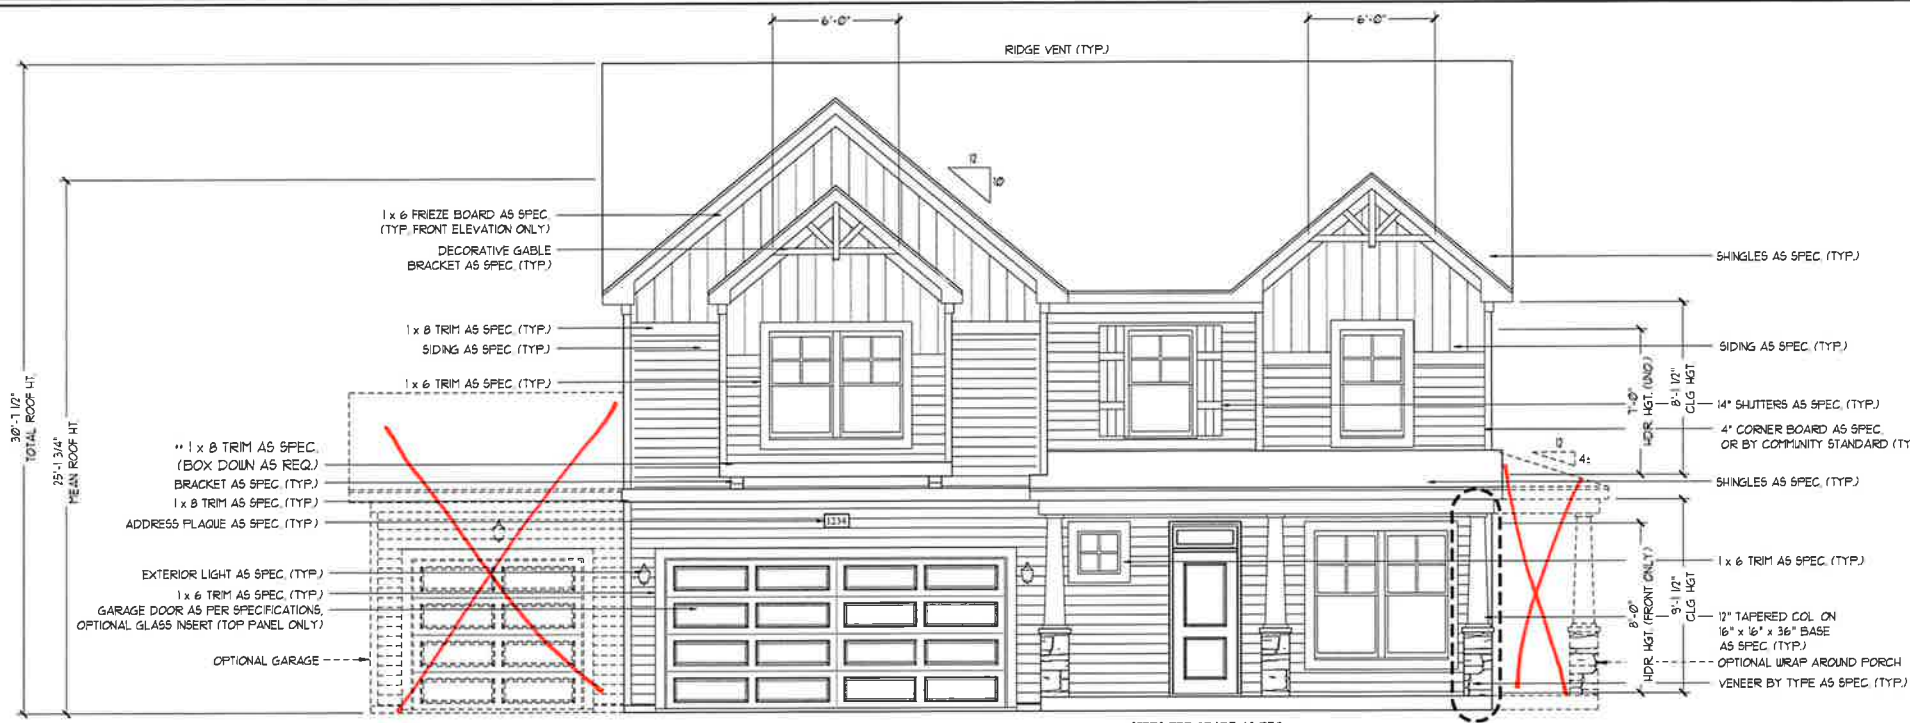 6'-0"
6'-0"
RIDGE VENT (TYP.)
12
10
30'-7 1/2"
TOTAL ROOF HT.
25'-1 3/4"
MEAN ROOF HT.
1 x 6 FRIEZE BOARD AS SPEC.
(TYP. FRONT ELEVATION ONLY)
DECORATIVE GABLE
BRACKET AS SPEC. (TYP.)
1 x 8 TRIM AS SPEC. (TYP.)
SIDING AS SPEC. (TYP.)
1 x 6 TRIM AS SPEC. (TYP.)
** 1 x 8 TRIM AS SPEC.
(BOX DOWN AS REQ.)
BRACKET AS SPEC. (TYP.)
1 x 8 TRIM AS SPEC. (TYP.)
ADDRESS PLAQUE AS SPEC. (TYP.)
1234
EXTERIOR LIGHT AS SPEC. (TYP.)
1 x 6 TRIM AS SPEC. (TYP.)
GARAGE DOOR AS PER SPECIFICATIONS,
OPTIONAL GLASS INSERT (TOP PANEL ONLY)
OPTIONAL GARAGE
SHINGLES AS SPEC. (TYP.)
SIDING AS SPEC. (TYP.)
7'-0"
HDR. HGT. (UNO.)
8'-1 1/2"
CLG HGT
14" SHUTTERS AS SPEC. (TYP.)
4" CORNER BOARD AS SPEC.
OR BY COMMUNITY STANDARD (TY
12
4
SHINGLES AS SPEC. (TYP.)
1 x 6 TRIM AS SPEC. (TYP.)
8'-0"
HDR. HGT. (FRONT ONLY)
9'-1 1/2"
CLG HGT
12" TAPERED COL. ON
16" x 16" x 36" BASE
AS SPEC. (TYP.)
OPTIONAL WRAP AROUND PORCH
VENEER BY TYPE AS SPEC. (TYP.)